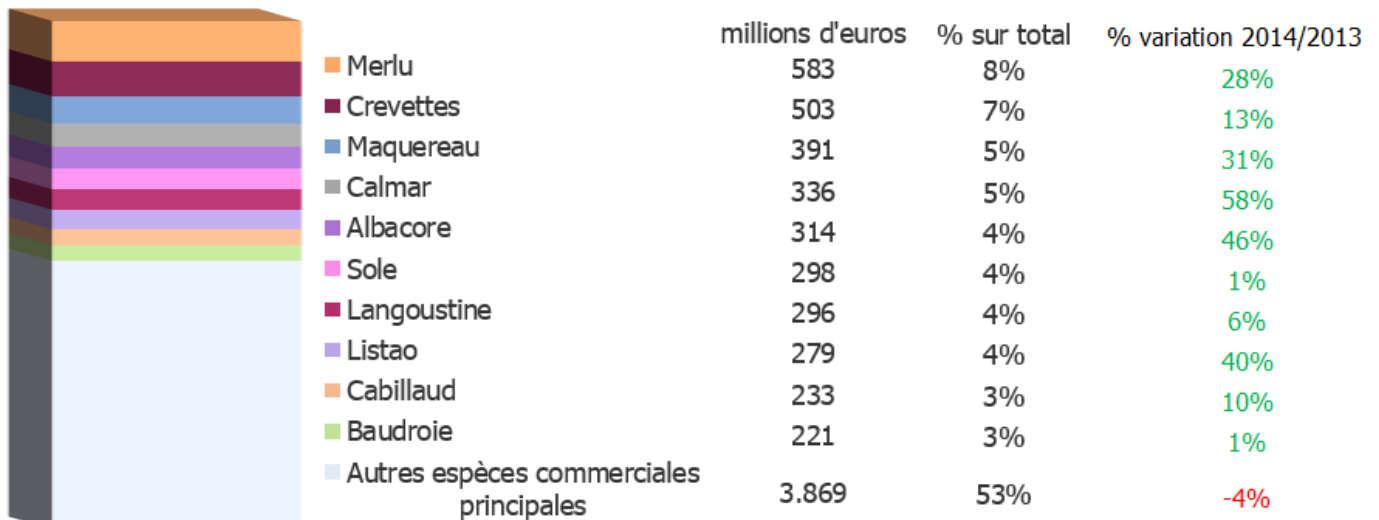 millions d'euros % sur total % variation 2014/2013
Merlu 583 8% 28%
Crevettes 503 7% 13%
Maquereau 391 5% 31%
Calmar 336 5% 58%
Albacore 314 4% 46%
Sole 298 4% 1%
Langoustine 296 4% 6%
Listao 279 4% 40%
Cabillaud 233 3% 10%
Baudroie 221 3% 1%
Autres espèces commerciales
principales 3.869 53% -4%